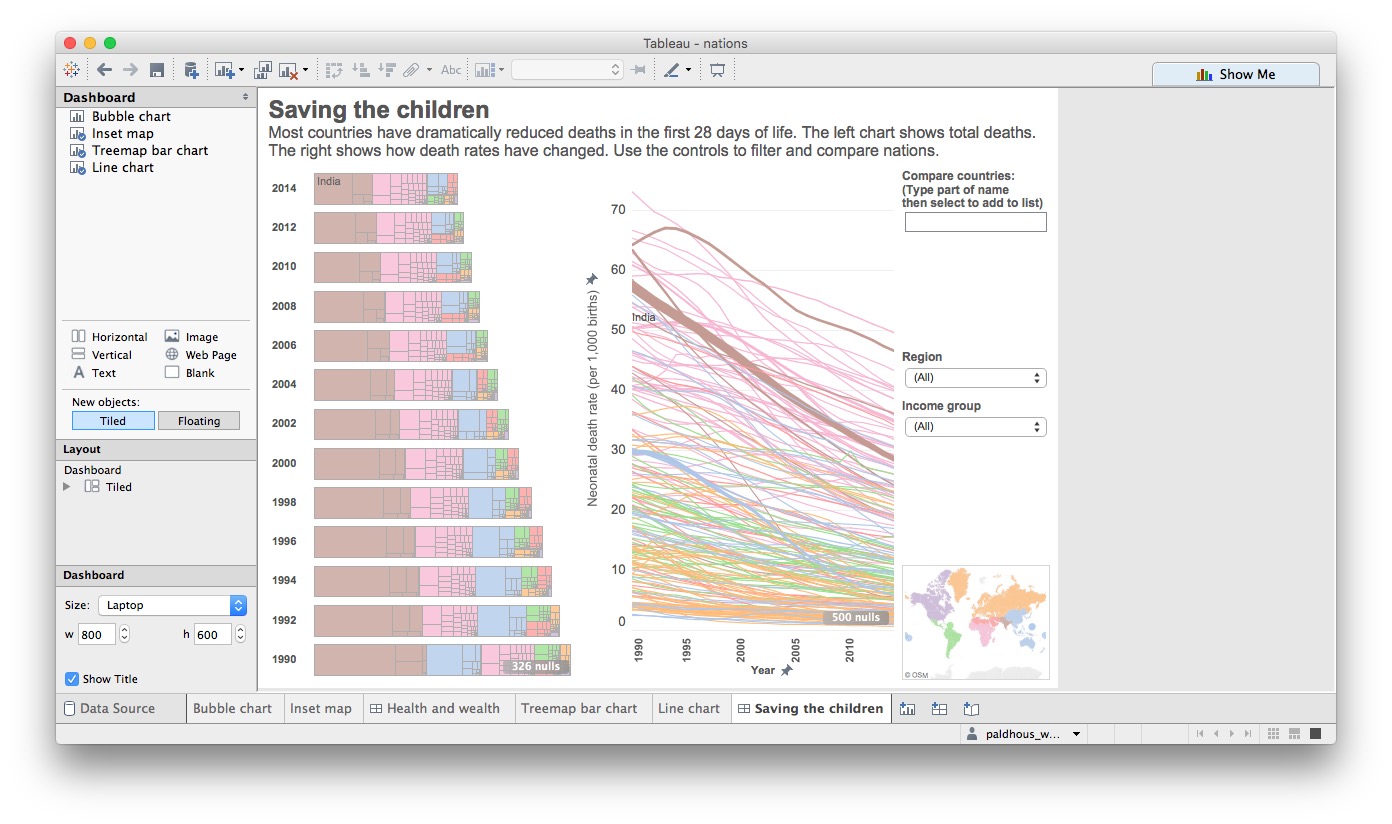 Tableau - nations
Abc
Show Me
Dashboard
Bubble chart
Inset map
Treemap bar chart
Line chart
Horizontal
Image
Vertical
Web Page
A Text
Blank
New objects:
Tiled
Floating
Layout
Dashboard
Tiled
Dashboard
Size: Laptop
w 800
h 600
Show Title
Saving the children
Most countries have dramatically reduced deaths in the first 28 days of life. The left chart shows total deaths.
The right shows how death rates have changed. Use the controls to filter and compare nations.
2014
India
2012
2010
2008
2006
2004
2002
2000
1998
1996
1994
1992
1990
326 nulls
Neonatal death rate (per 1,000 births)
70
60
50
40
30
20
10
0
India
500 nulls
1990
1995
2000
2005
2010
Year
Compare countries:
(Type part of name
then select to add to list)
Region
(All)
Income group
(All)
© OSM
Data Source
Bubble chart
Inset map
Health and wealth
Treemap bar chart
Line chart
Saving the children
paldhous_w...